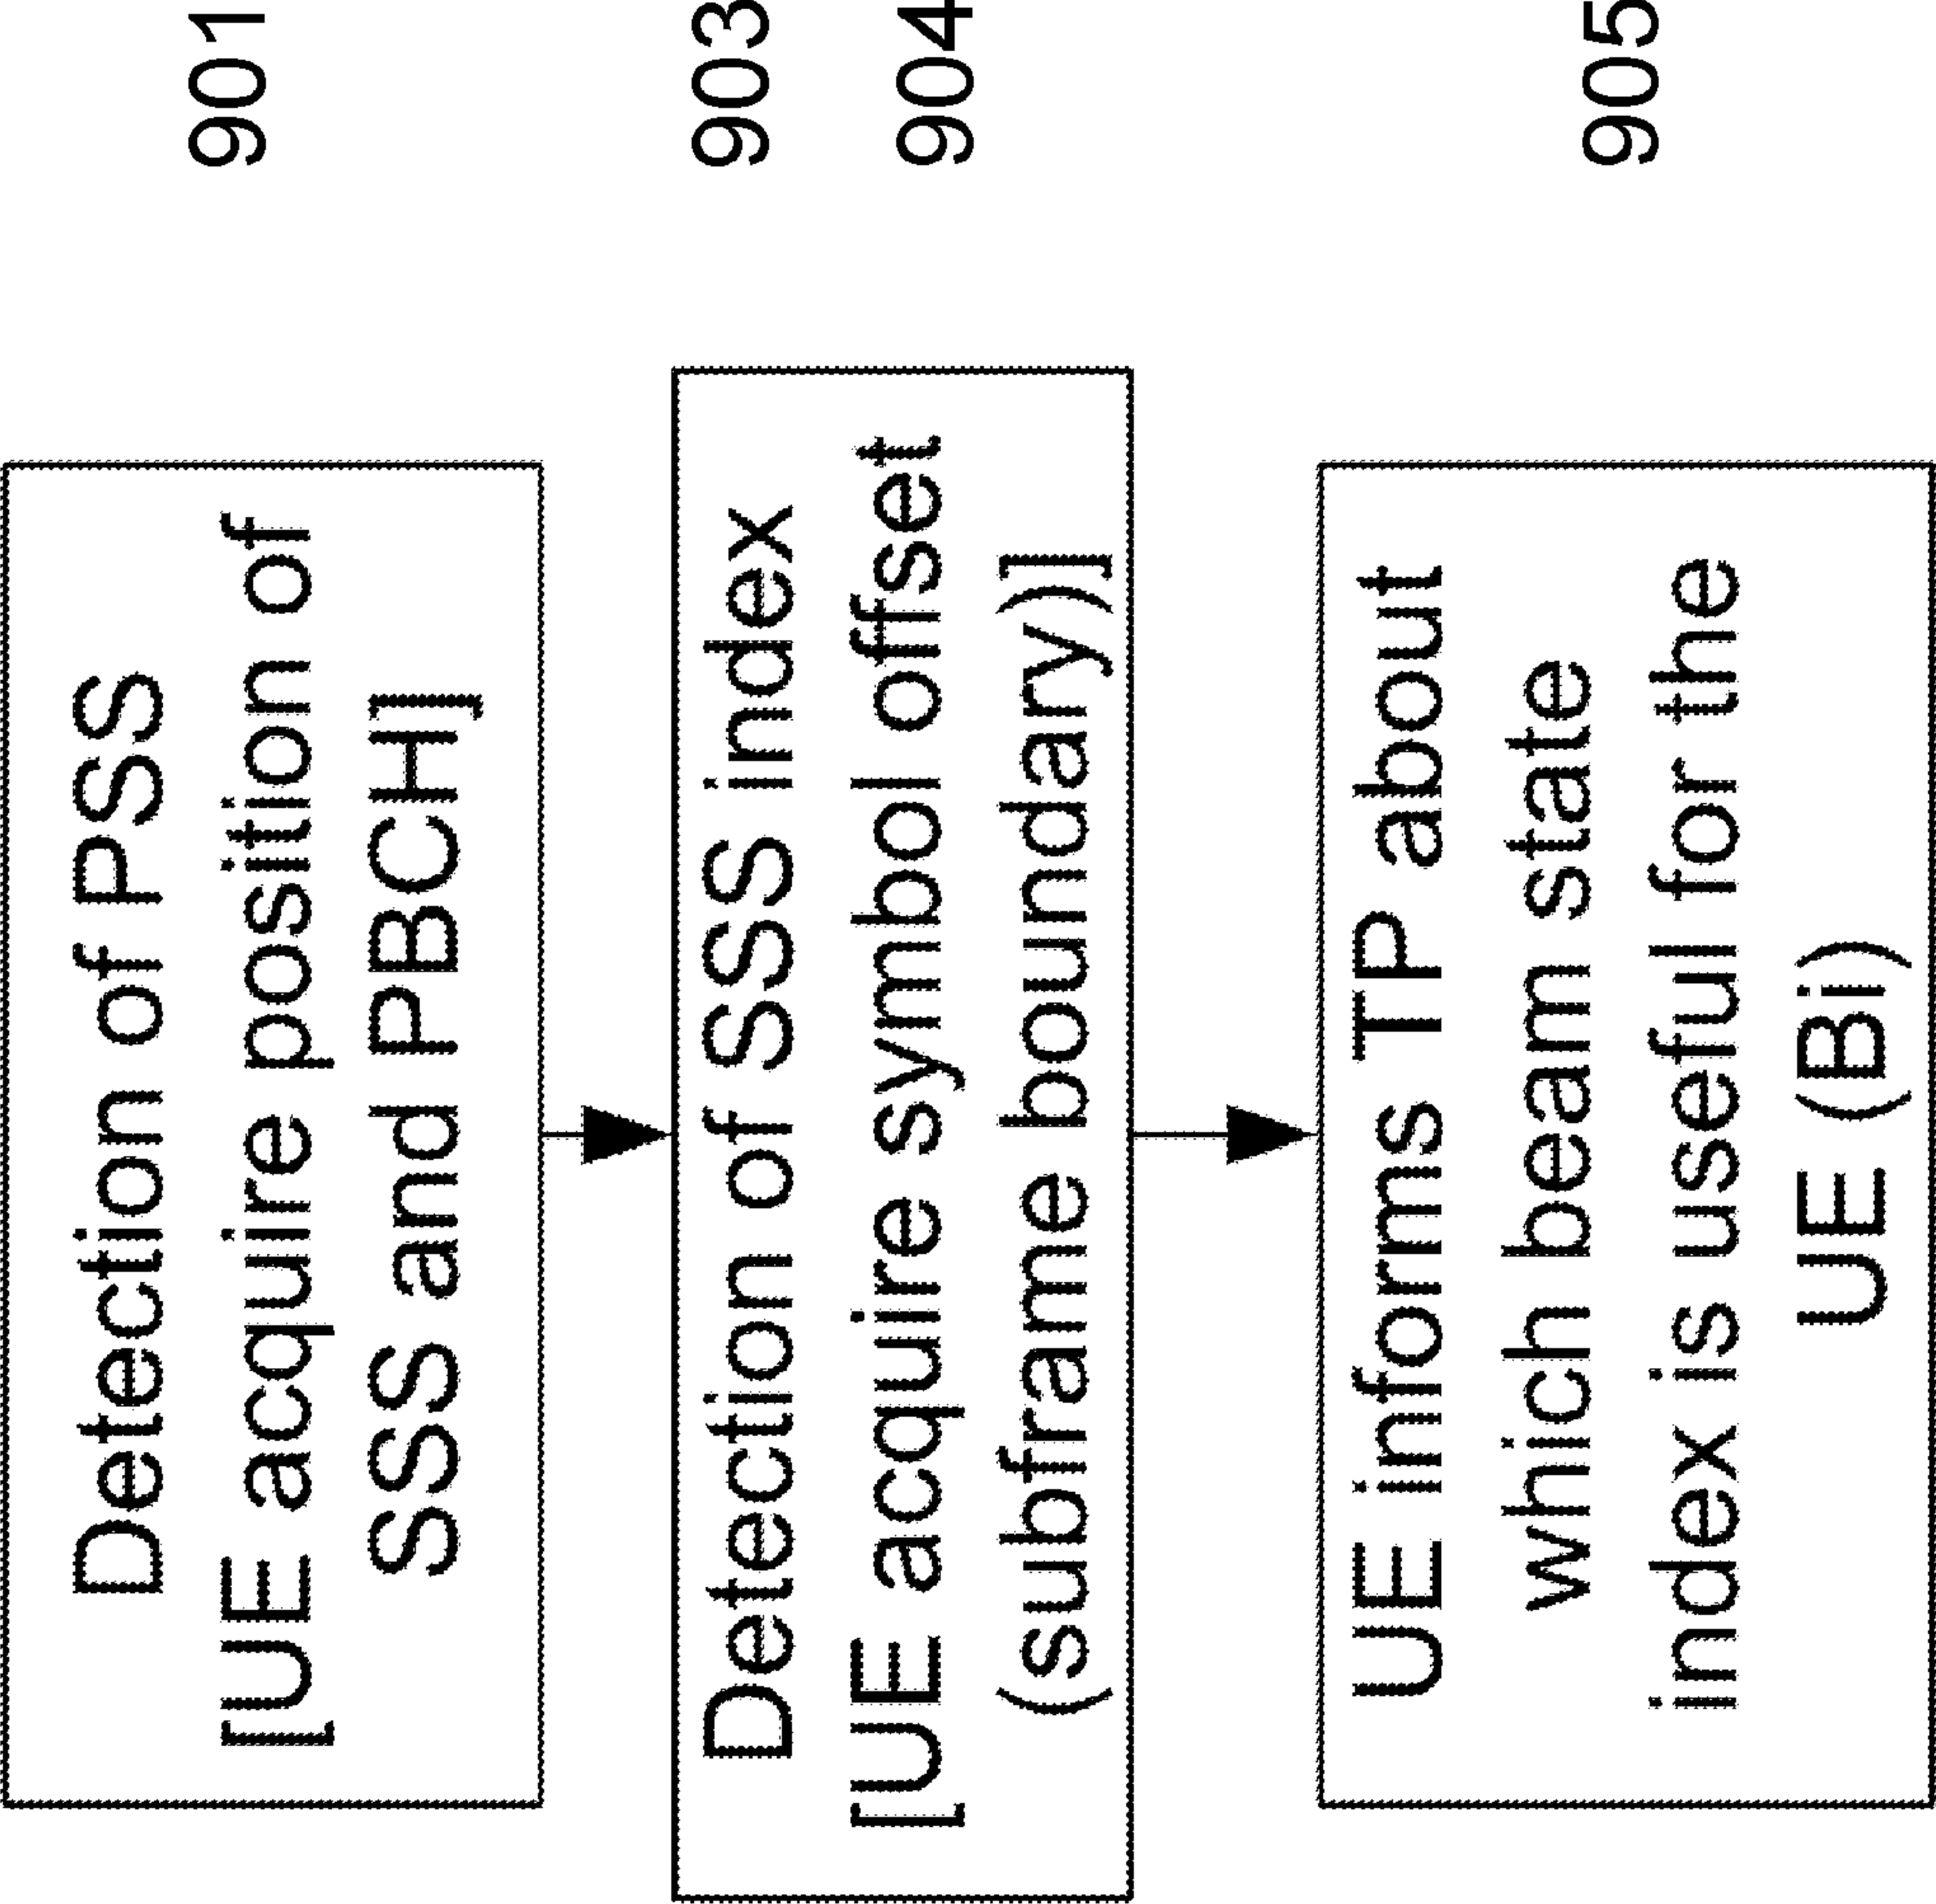 Detection of PSS
[UE acquire position of
SSS and PBCH]
901
Detection of SSS index
[UE acquire symbol offset
(subframe boundary)]
903
904
UE informs TP about
which beam state
index is useful for the
UE (Bi)
905